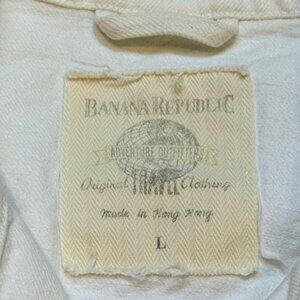 BANANA REPUBLIC
ADVENTURE OUTFITTERS
Original TRAVEL Clothing
Made in Hong Kong
L